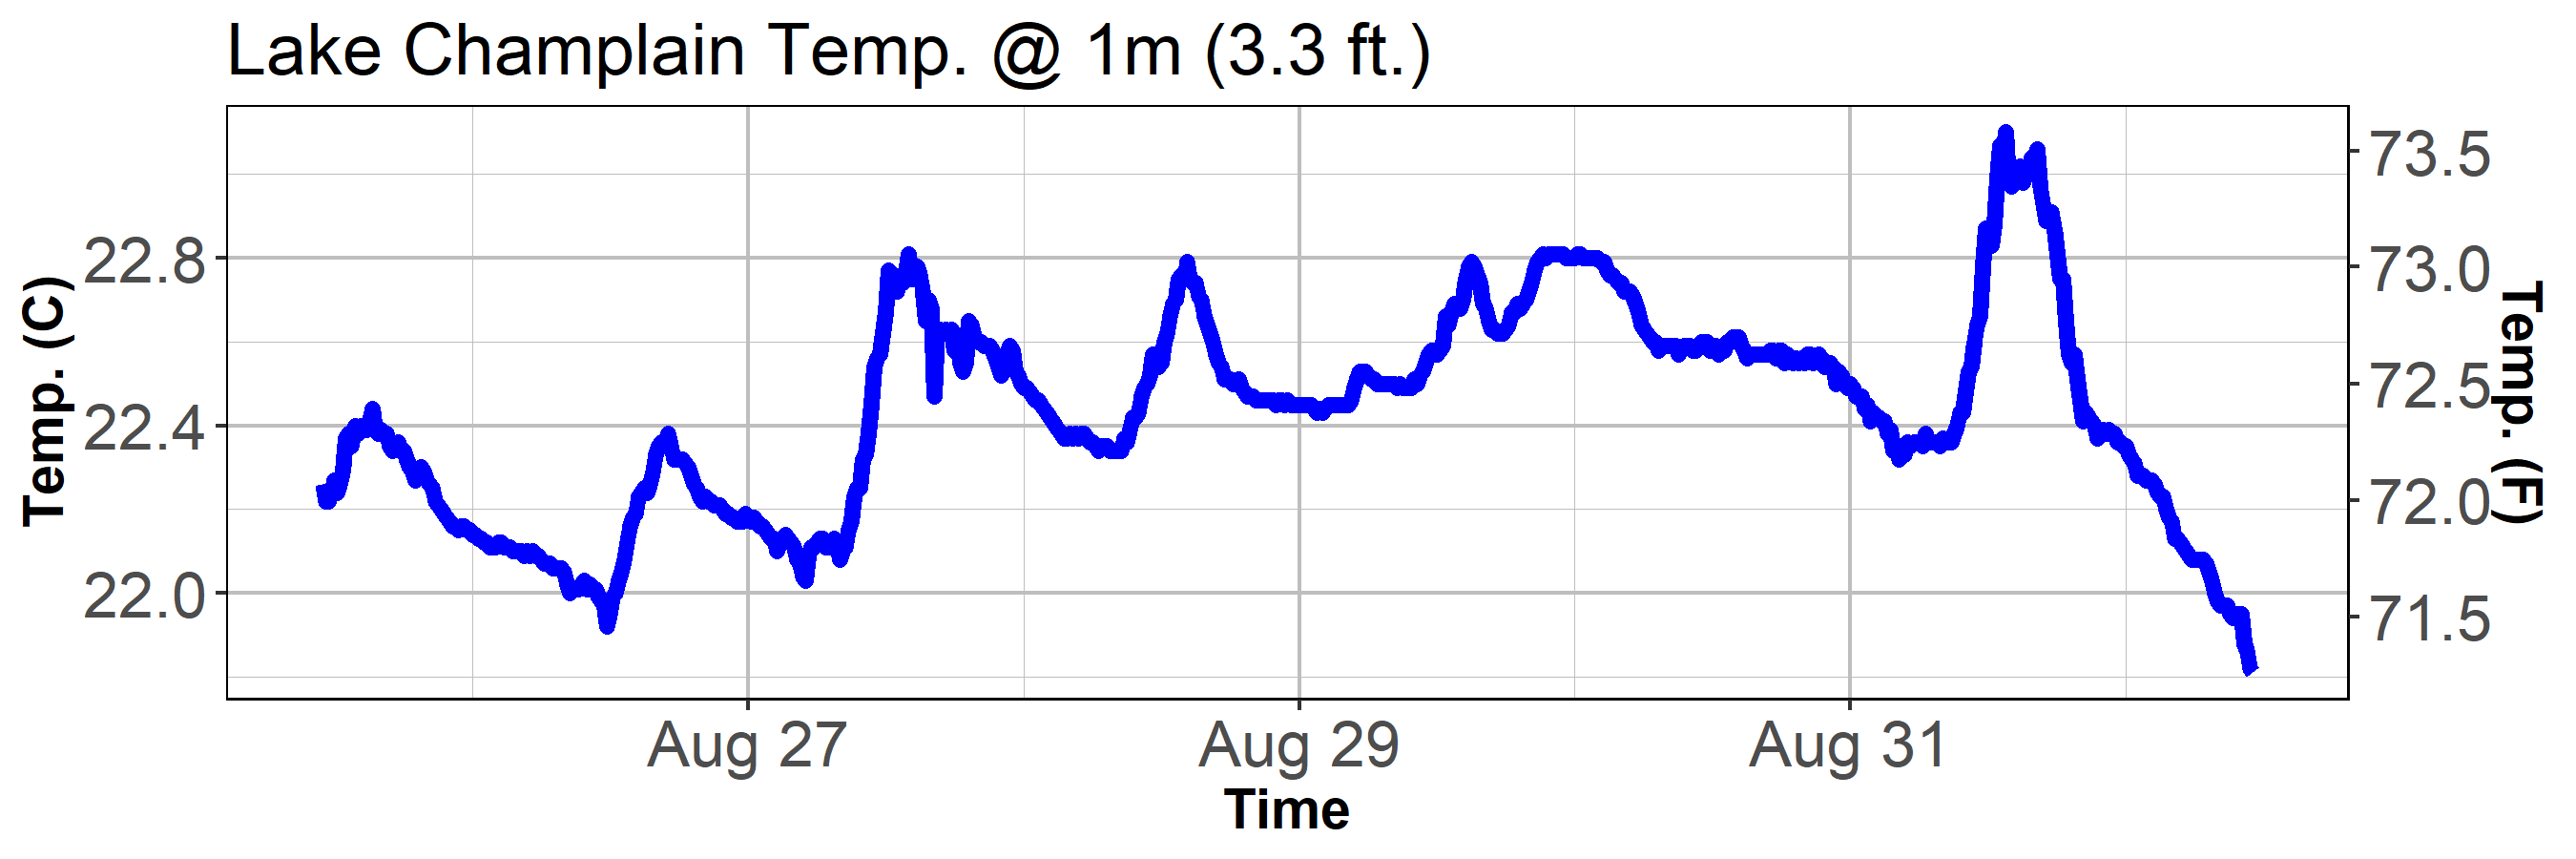 Lake Champlain Temp. @ 1m (3.3 ft.)
Temp. (C)
22.8
22.4
22.0
73.5
73.0
72.5
72.0
71.5
Temp. (F)
Aug 27
Aug 29
Aug 31
Time